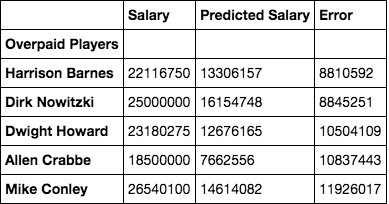 Salary Predicted Salary Error
Overpaid Players
Harrison Barnes 22116750 13306157 8810592
Dirk Nowitzki 25000000 16154748 8845251
Dwight Howard 23180275 12676165 10504109
Allen Crabbe 18500000 7662556 10837443
Mike Conley 26540100 14614082 11926017